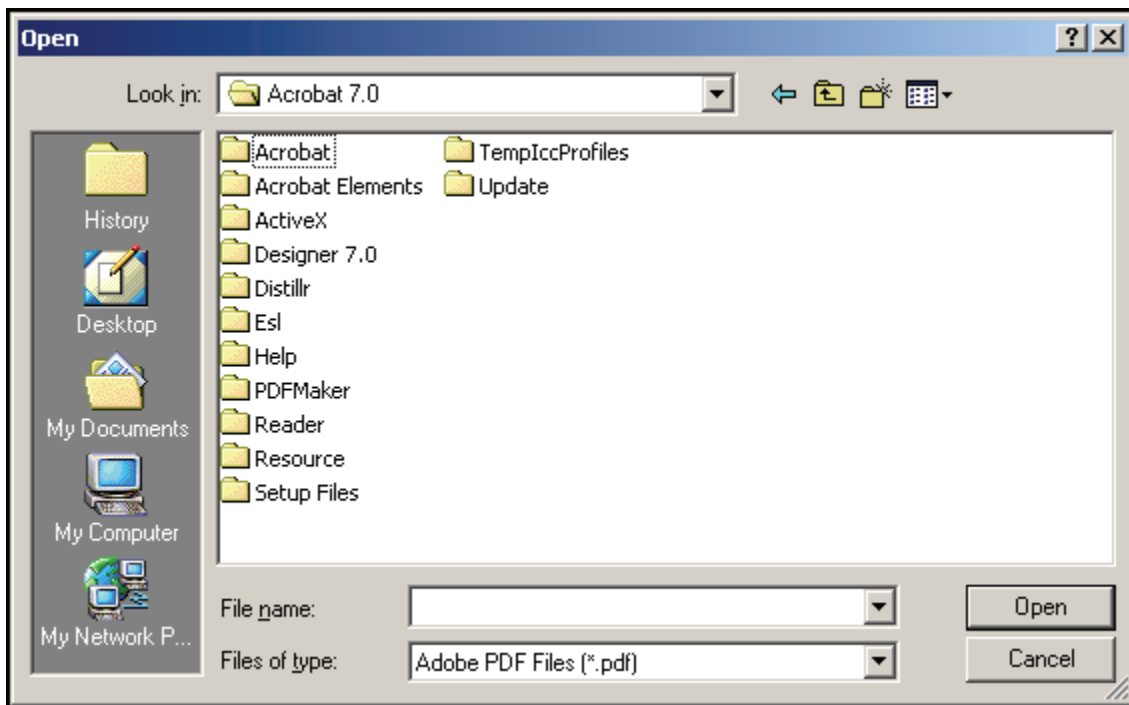 Open
Look in: Acrobat 7.0
History
Desktop
My Documents
My Computer
My Network P...
Acrobat
Acrobat Elements
ActiveX
Designer 7.0
Distillr
Esl
Help
PDFMaker
Reader
Resource
Setup Files
TempIccProfiles
Update
File name:
Open
Files of type: Adobe PDF Files (*.pdf)
Cancel